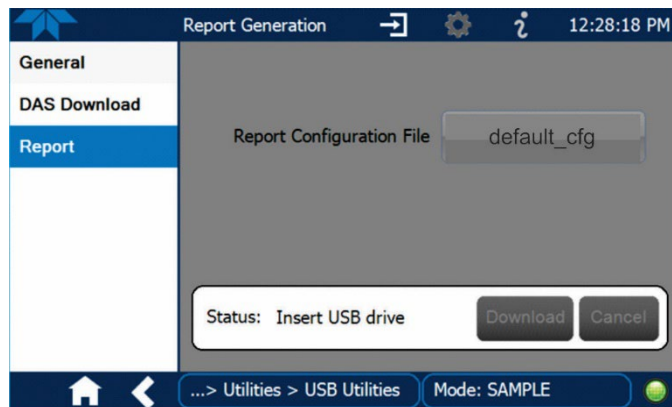 Report Generation
12:28:18 PM
General
DAS Download
Report
Report Configuration File
default_cfg
Status: Insert USB drive
Download
Cancel
...> Utilities > USB Utilities
Mode: SAMPLE